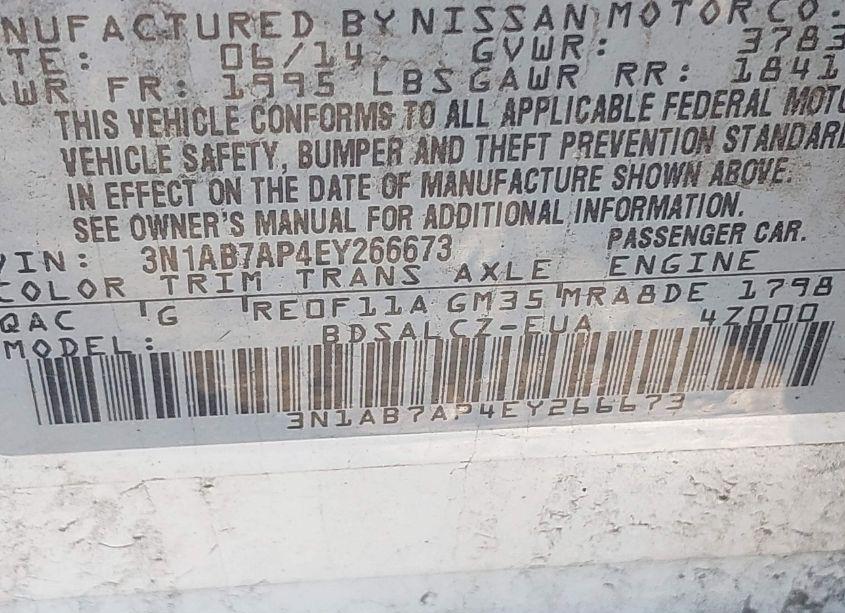 NUFACTURED BY NISSAN MOTOR CO.
TE: 06/14 GVWR: 3783
WR FR: 1995 LBS GAWR RR: 1841
THIS VEHICLE CONFORMS TO ALL APPLICABLE FEDERAL MOTO
VEHICLE SAFETY, BUMPER AND THEFT PREVENTION STANDARD
IN EFFECT ON THE DATE OF MANUFACTURE SHOWN ABOVE.
SEE OWNER'S MANUAL FOR ADDITIONAL INFORMATION.
VIN: 3N1AB7AP4EY266673 PASSENGER CAR.
COLOR TRIM TRANS AXLE ENGINE
QAC G RE0F11A GM35 MRA8DE 1798
MODEL: BDSALCZ-EUA 4Z000
3N1AB7AP4EY266673